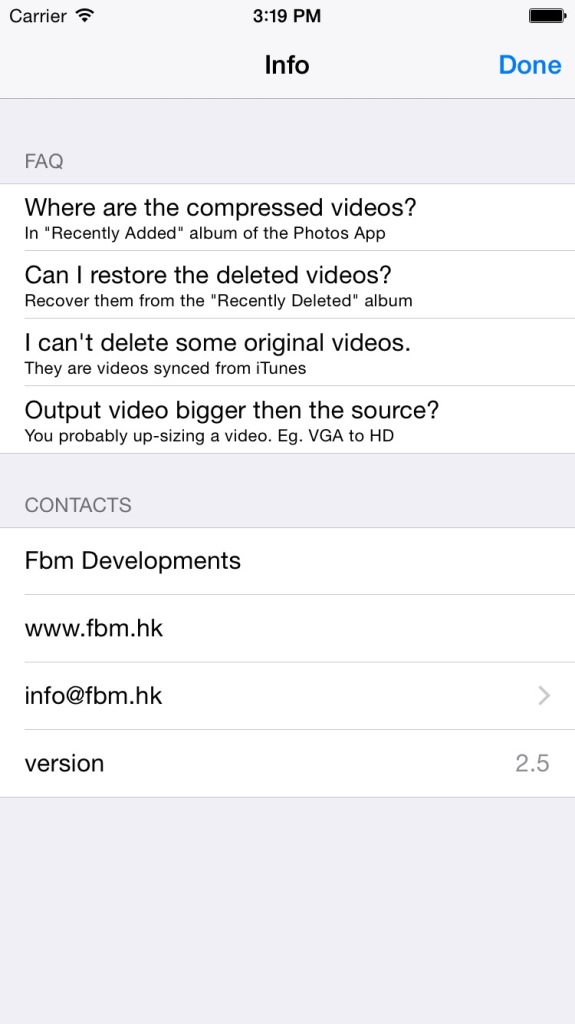 Carrier 3:19 PM
Info Done
FAQ
Where are the compressed videos?
In "Recently Added" album of the Photos App
Can I restore the deleted videos?
Recover them from the "Recently Deleted" album
I can't delete some original videos.
They are videos synced from iTunes
Output video bigger then the source?
You probably up-sizing a video. Eg. VGA to HD
CONTACTS
Fbm Developments
www.fbm.hk
info@fbm.hk
version 2.5